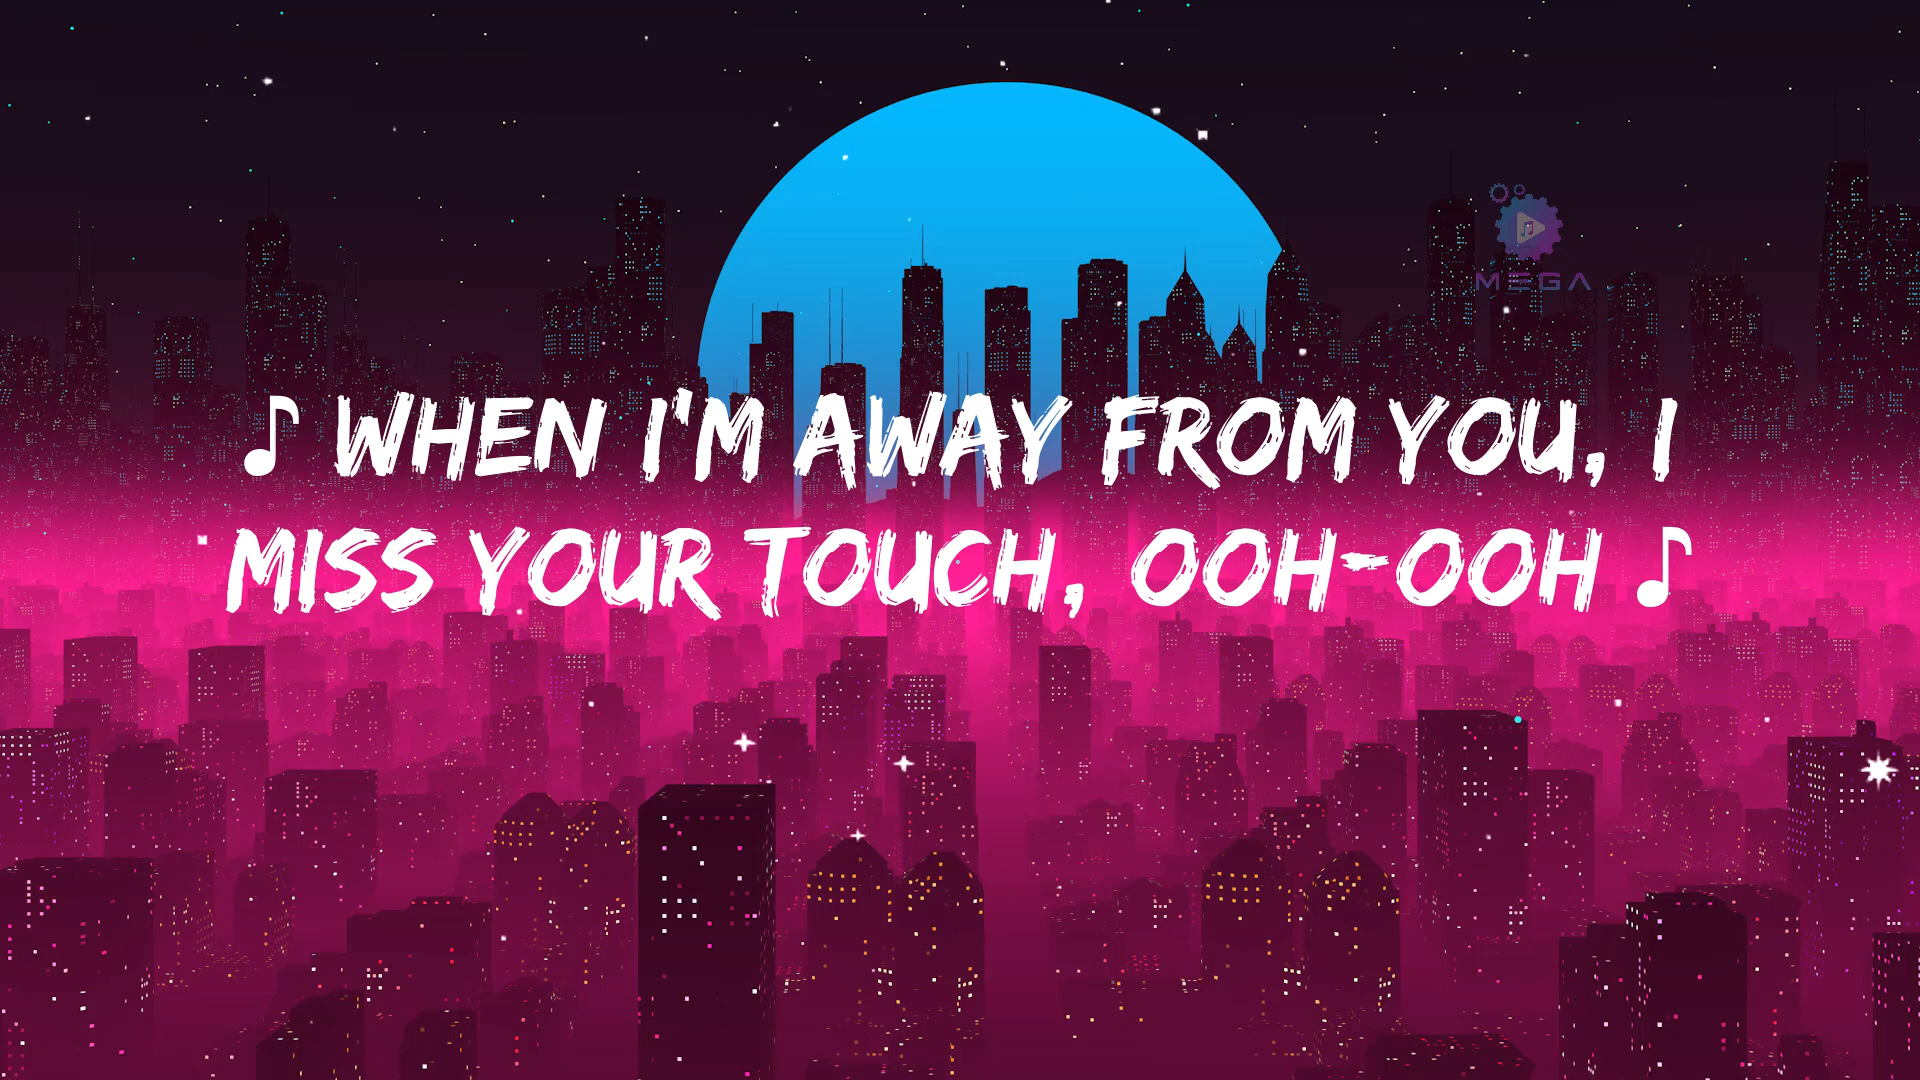 MEGA
♪ WHEN I'M AWAY FROM YOU, I
MISS YOUR TOUCH, OOH-OOH ♪